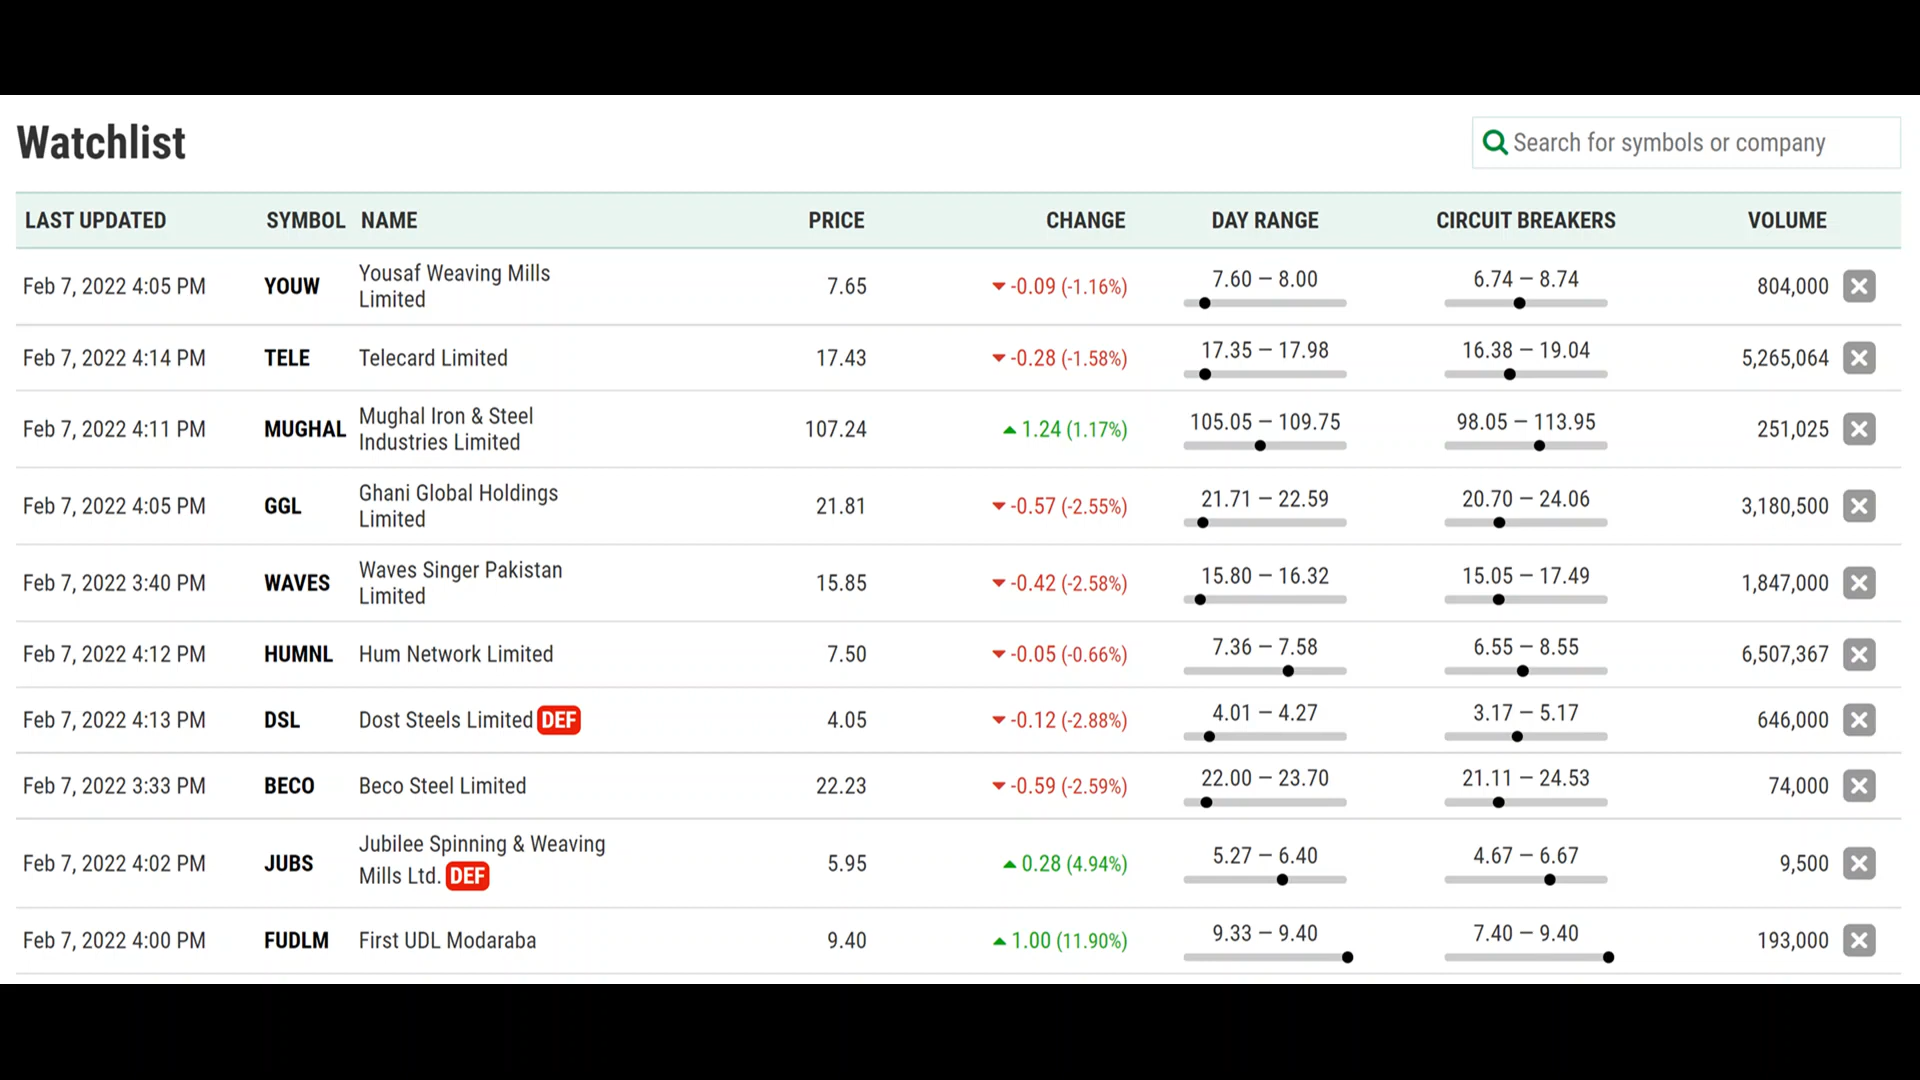 Watchlist
Search for symbols or company
LAST UPDATED SYMBOL NAME PRICE CHANGE DAY RANGE CIRCUIT BREAKERS VOLUME
Feb 7, 2022 4:05 PM YOUW Yousaf Weaving Mills Limited 7.65 -0.09 (-1.16%) 7.60 – 8.00 6.74 – 8.74 804,000
Feb 7, 2022 4:14 PM TELE Telecard Limited 17.43 -0.28 (-1.58%) 17.35 – 17.98 16.38 – 19.04 5,265,064
Feb 7, 2022 4:11 PM MUGHAL Mughal Iron & Steel Industries Limited 107.24 1.24 (1.17%) 105.05 – 109.75 98.05 – 113.95 251,025
Feb 7, 2022 4:05 PM GGL Ghani Global Holdings Limited 21.81 -0.57 (-2.55%) 21.71 – 22.59 20.70 – 24.06 3,180,500
Feb 7, 2022 3:40 PM WAVES Waves Singer Pakistan Limited 15.85 -0.42 (-2.58%) 15.80 – 16.32 15.05 – 17.49 1,847,000
Feb 7, 2022 4:12 PM HUMNL Hum Network Limited 7.50 -0.05 (-0.66%) 7.36 – 7.58 6.55 – 8.55 6,507,367
Feb 7, 2022 4:13 PM DSL Dost Steels Limited DEF 4.05 -0.12 (-2.88%) 4.01 – 4.27 3.17 – 5.17 646,000
Feb 7, 2022 3:33 PM BECO Beco Steel Limited 22.23 -0.59 (-2.59%) 22.00 – 23.70 21.11 – 24.53 74,000
Feb 7, 2022 4:02 PM JUBS Jubilee Spinning & Weaving Mills Ltd. DEF 5.95 0.28 (4.94%) 5.27 – 6.40 4.67 – 6.67 9,500
Feb 7, 2022 4:00 PM FUDLM First UDL Modaraba 9.40 1.00 (11.90%) 9.33 – 9.40 7.40 – 9.40 193,000